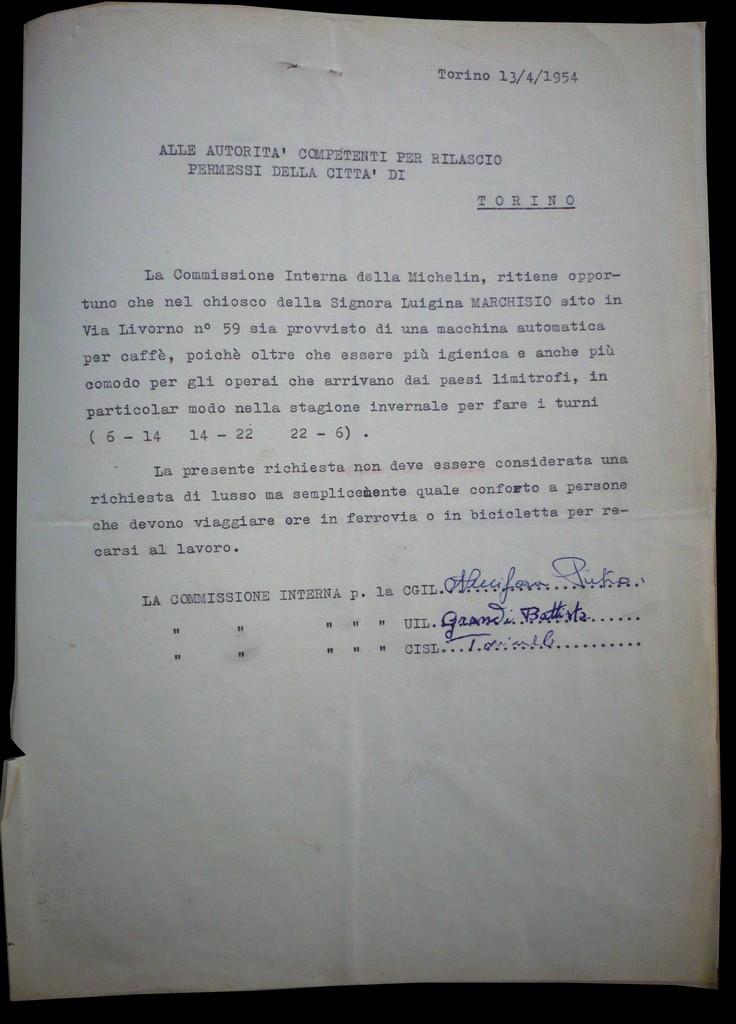 Torino 13/4/1954
ALLE AUTORITA' COMPETENTI PER RILASCIO
PERMESSI DELLA CITTA' DI
T O R I N O
La Commissione Interna della Michelin, ritiene oppor-
tuno che nel chiosco della Signora Luigina MARCHISIO sito in
Via Livorno n° 59 sia provvisto di una macchina automatica
per caffè, poichè oltre che essere più igienica e anche più
comodo per gli operai che arrivano dai paesi limitrofi, in
particolar modo nella stagione invernale per fare i turni
( 6 - 14 14 - 22 22 - 6) .
La presente richiesta non deve essere considerata una
richiesta di lusso ma semplicemente quale conforto a persone
che devono viaggiare ore in ferrovia o in bicicletta per re-
carsi al lavoro.
LA COMMISSIONE INTERNA p. la CGIL.
" " " " " UIL. Grandi Battista
" " " " " CISL